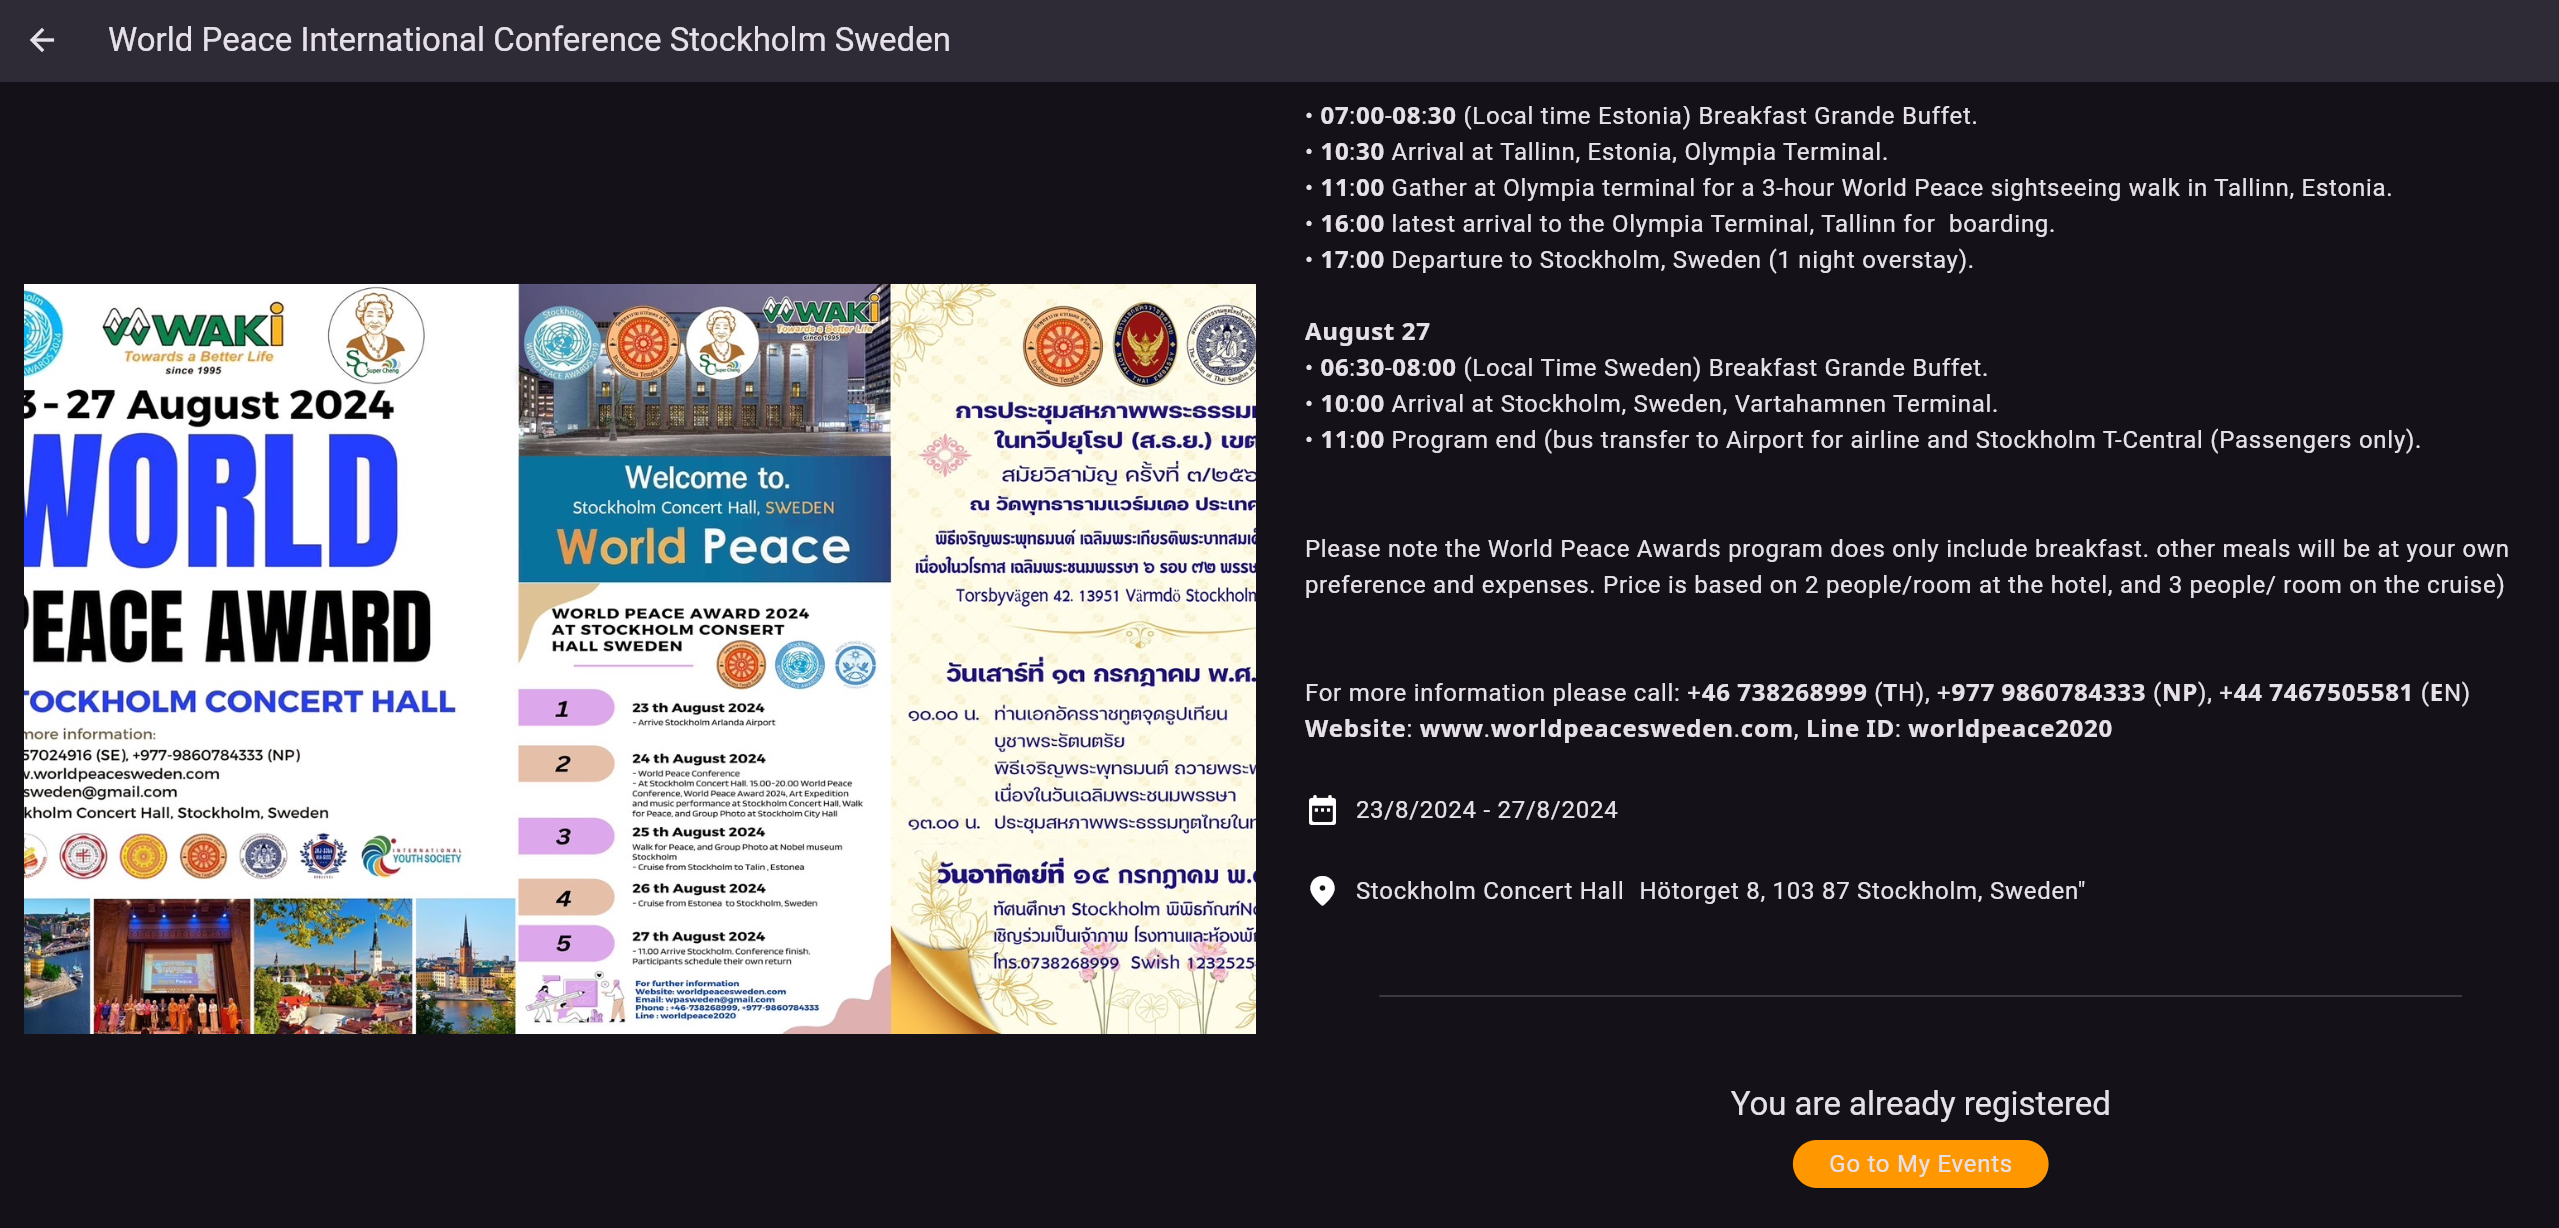 World Peace International Conference Stockholm Sweden
• 07:00-08:30 (Local time Estonia) Breakfast Grande Buffet.
• 10:30 Arrival at Tallinn, Estonia, Olympia Terminal.
• 11:00 Gather at Olympia terminal for a 3-hour World Peace sightseeing walk in Tallinn, Estonia.
• 16:00 latest arrival to the Olympia Terminal, Tallinn for boarding.
• 17:00 Departure to Stockholm, Sweden (1 night overstay).
August 27
• 06:30-08:00 (Local Time Sweden) Breakfast Grande Buffet.
• 10:00 Arrival at Stockholm, Sweden, Vartahamnen Terminal.
• 11:00 Program end (bus transfer to Airport for airline and Stockholm T-Central (Passengers only).
Please note the World Peace Awards program does only include breakfast. other meals will be at your own
preference and expenses. Price is based on 2 people/room at the hotel, and 3 people/ room on the cruise)
For more information please call: +46 738268999 (TH), +977 9860784333 (NP), +44 7467505581 (EN)
Website: www.worldpeacesweden.com, Line ID: worldpeace2020
23/8/2024 - 27/8/2024
Stockholm Concert Hall Hötorget 8, 103 87 Stockholm, Sweden"
You are already registered
Go to My Events
WAKi
Towards a Better Life
since 1995
SC Super Cheng
3 - 27 August 2024
WORLD
PEACE AWARD
TOCKHOLM CONCERT HALL
more information:
57024916 (SE), +977-9860784333 (NP)
w.worldpeacesweden.com
sweden@gmail.com
kholm Concert Hall, Stockholm, Sweden
INTERNATIONAL
YOUTH SOCIETY
WAKi
Towards a Better Life
since 1995
Welcome to.
Stockholm Concert Hall, SWEDEN
World Peace
WORLD PEACE AWARD 2024
AT STOCKHOLM CONSERT
HALL SWEDEN
1
23 th August 2024
- Arrive Stockholm Arlanda Airport
2
24 th August 2024
- World Peace Conference
- At Stockholm Concert Hall. 15.00-20.00 World Peace
Conference, World Peace Award 2024, Art Expedition
and music performance at Stockholm Concert Hall, Walk
for Peace, and Group Photo at Stockholm City Hall
3
25 th August 2024
Walk for Peace, and Group Photo at Nobel museum
Stockholm
- Cruise from Stockholm to Talin , Estonea
4
26 th August 2024
- Cruise from Estonea to Stockholm, Sweden
5
27 th August 2024
- 11.00 Arrive Stockholm. Conference finish.
Participants schedule their own return
For further information
Website: worldpeacesweden.com
Email: wpasweden@gmail.com
Phone : +46-738268999, +977-9860784333
Line : worldpeace2020
การประชุมสหภาพพระธรรมท
ในทวีปยุโรป (ส.ธ.ย.) เขต
สมัยวิสามัญ ครั้งที่ ๓/๒๕๖
ณ วัดพุทธารามแวร์มเดอ ประเทศ
พิธีเจริญพระพุทธมนต์ เฉลิมพระเกียรติพระบาทสมเด็
เนื่องในวโรกาส เฉลิมพระชนมพรรษา ๖ รอบ ๗๒ พรรษ
Torsbyvägen 42. 13951 Värmdö Stockholm
วันเสาร์ที่ ๑๓ กรกฎาคม พ.ศ.
๑๐.๐๐ น. ท่านเอกอัครราชทูตจุดธูปเทียน
บูชาพระรัตนตรัย
พิธีเจริญพระพุทธมนต์ ถวายพระพ
เนื่องในวันเฉลิมพระชนมพรรษา
๑๓.๐๐ น. ประชุมสหภาพพระธรรมทูตไทยในท
วันอาทิตย์ที่ ๑๔ กรกฎาคม พ.ศ
ทัศนศึกษา Stockholm พิพิธภัณฑ์No
เชิญร่วมเป็นเจ้าภาพ โรงทานและห้องพั
โทร.0738268999 Swish 1232525